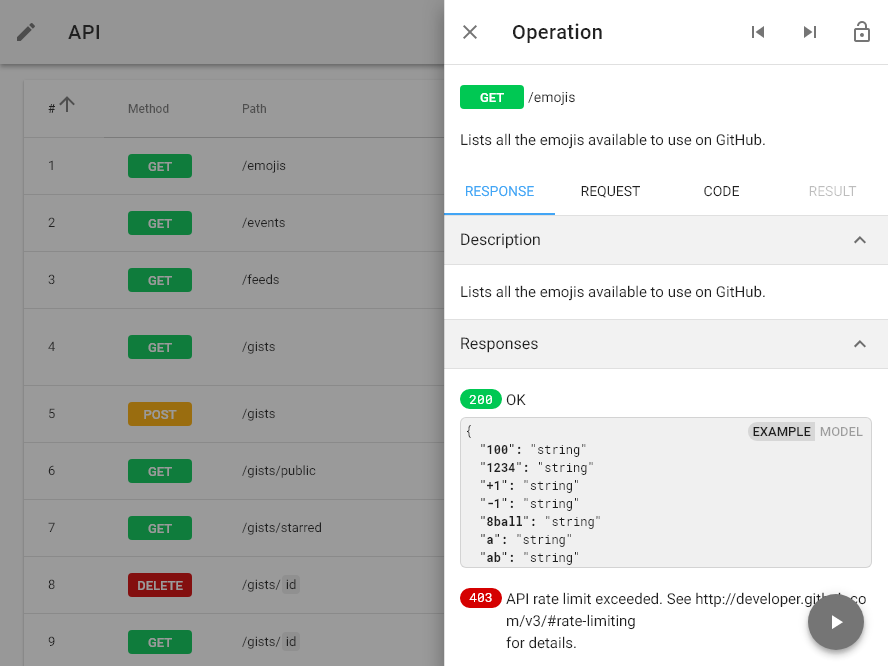 API
# Method Path
1 GET /emojis
2 GET /events
3 GET /feeds
4 GET /gists
5 POST /gists
6 GET /gists/public
7 GET /gists/starred
8 DELETE /gists/ id
9 GET /gists/ id
Operation
GET /emojis
Lists all the emojis available to use on GitHub.
RESPONSE REQUEST CODE RESULT
Description
Lists all the emojis available to use on GitHub.
Responses
200 OK
EXAMPLE MODEL
{
"100": "string"
"1234": "string"
"+1": "string"
"-1": "string"
"8ball": "string"
"a": "string"
"ab": "string"
403 API rate limit exceeded. See http://developer.github.co
m/v3/#rate-limiting
for details.